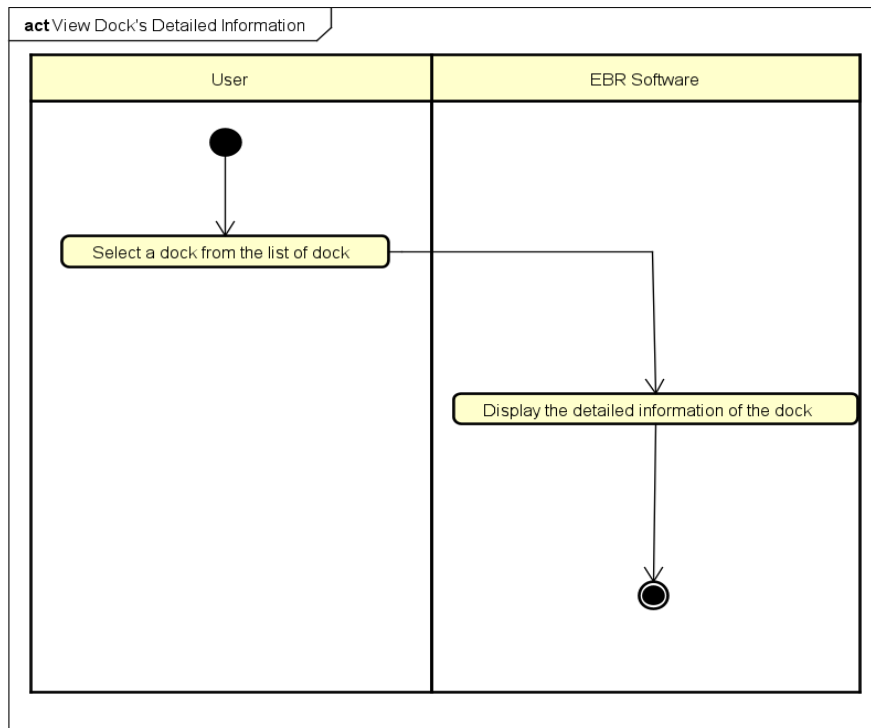 act View Dock's Detailed Information
User
EBR Software
Select a dock from the list of dock
Display the detailed information of the dock